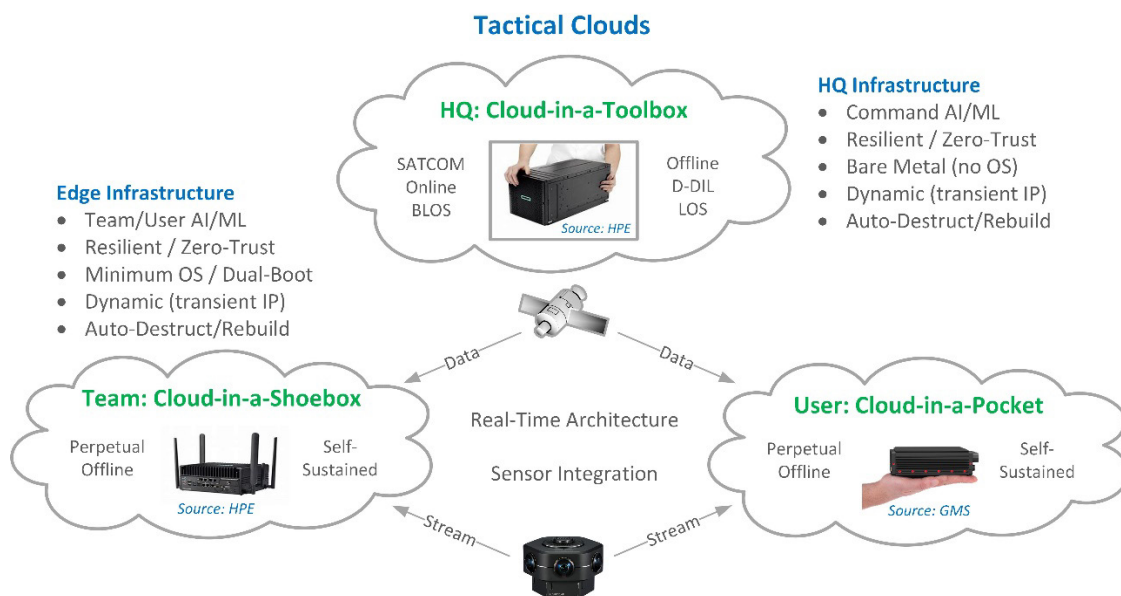 Tactical Clouds
HQ: Cloud-in-a-Toolbox
SATCOM
Online
BLOS
Source: HPE
Offline
D-DIL
LOS
HQ Infrastructure
• Command AI/ML
• Resilient / Zero-Trust
• Bare Metal (no OS)
• Dynamic (transient IP)
• Auto-Destruct/Rebuild
Edge Infrastructure
• Team/User AI/ML
• Resilient / Zero-Trust
• Minimum OS / Dual-Boot
• Dynamic (transient IP)
• Auto-Destruct/Rebuild
Data
Data
Team: Cloud-in-a-Shoebox
Perpetual
Offline
Source: HPE
Self-
Sustained
Real-Time Architecture
Sensor Integration
User: Cloud-in-a-Pocket
Perpetual
Offline
Source: GMS
Self-
Sustained
Stream
Stream